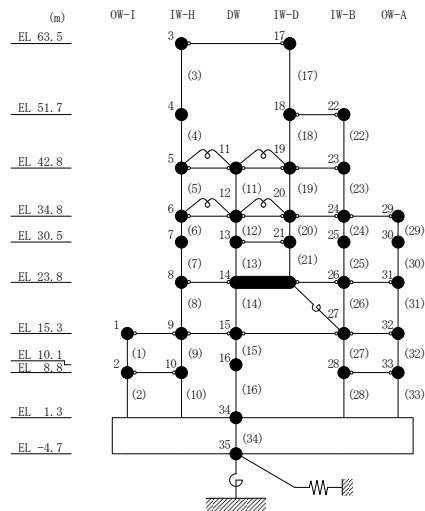 (m) OW-I IW-H DW IW-D IW-B OW-A
EL 63.5 3 17
(3) (17)
EL 51.7 4 18 22
(4) (18) (22)
EL 42.8 5 11 19 23
(5) (11) (19) (23)
EL 34.8 6 12 20 24 29
(6) (12) (20) (24) (29)
EL 30.5 7 13 21 25 30
(7) (13) (21) (25) (30)
EL 23.8 8 14 26 31
(8) (14) (26) (31)
27
EL 15.3 1 9 15 32
(1) (9) (15) (27) (32)
EL 10.1 16
EL 8.8 2 10 28 33
(2) (10) (16) (28) (33)
EL 1.3 34
(34)
EL -4.7 35